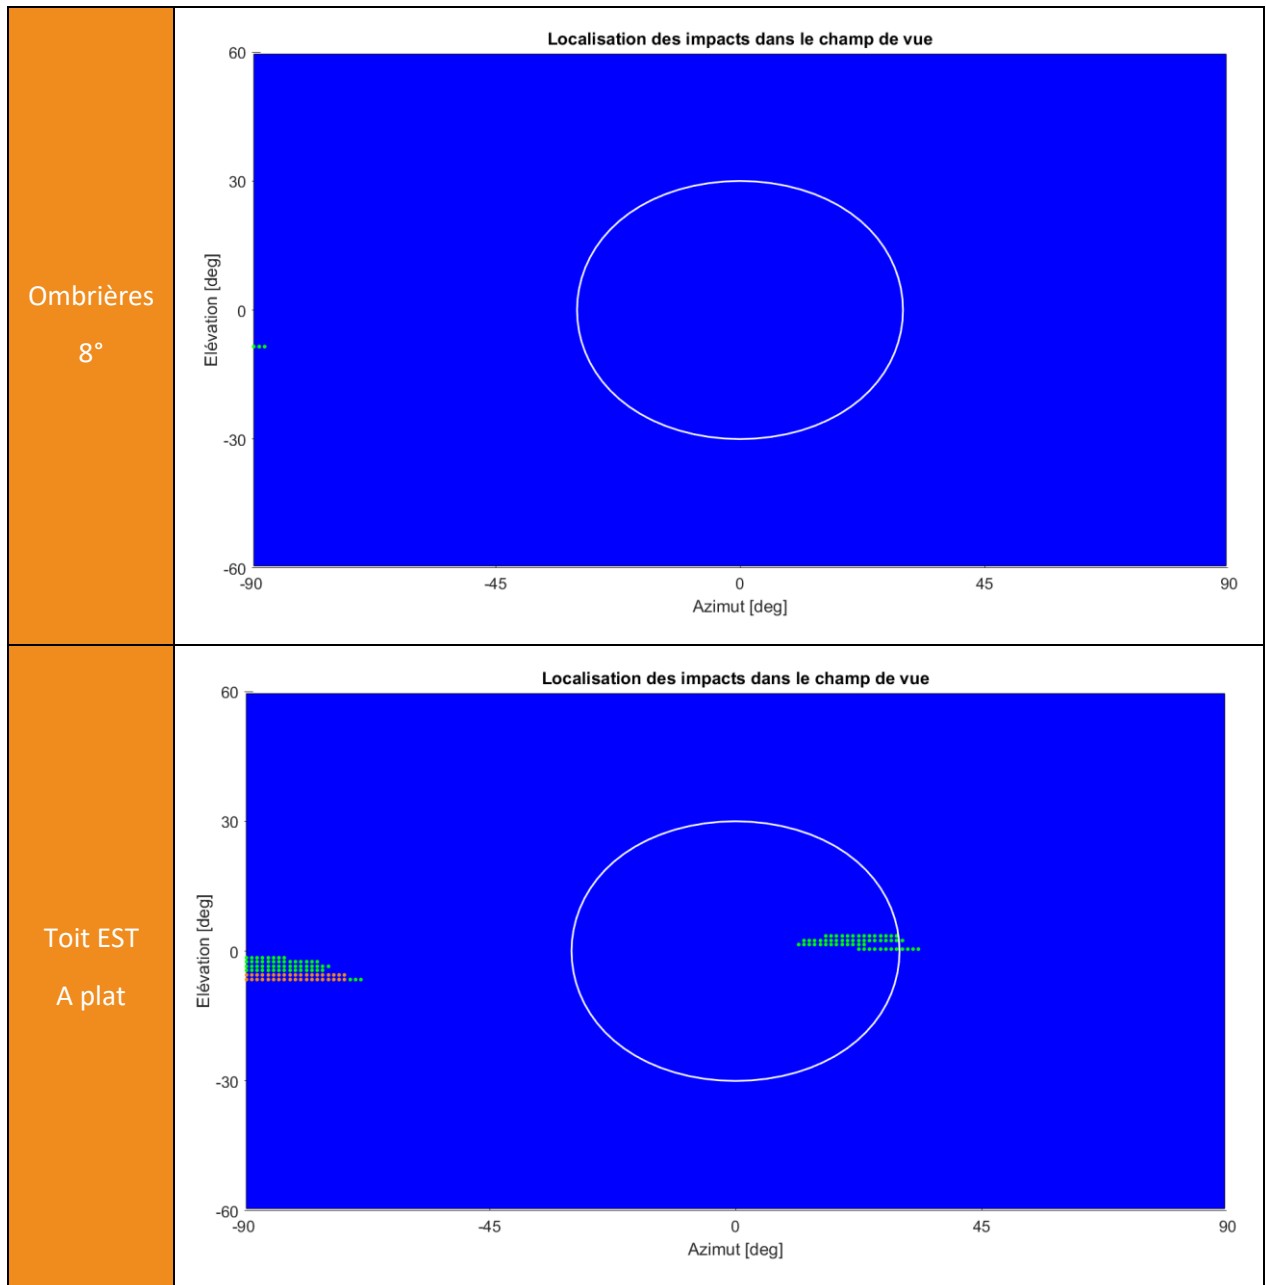 Ombrières
8°
Localisation des impacts dans le champ de vue
60
30
0
-30
-60
Elévation [deg]
-90
-45
0
45
90
Azimut [deg]
Toit EST
A plat
Localisation des impacts dans le champ de vue
60
30
0
-30
-60
Elévation [deg]
-90
-45
0
45
90
Azimut [deg]